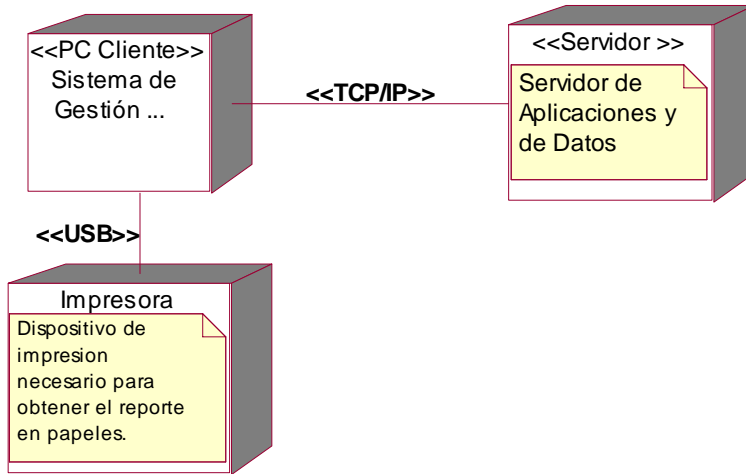 <<PC Cliente>>
Sistema de
Gestión ...
<<TCP/IP>>
<<Servidor >>
Servidor de
Aplicaciones y
de Datos
<<USB>>
Impresora
Dispositivo de
impresion
necesario para
obtener el reporte
en papeles.